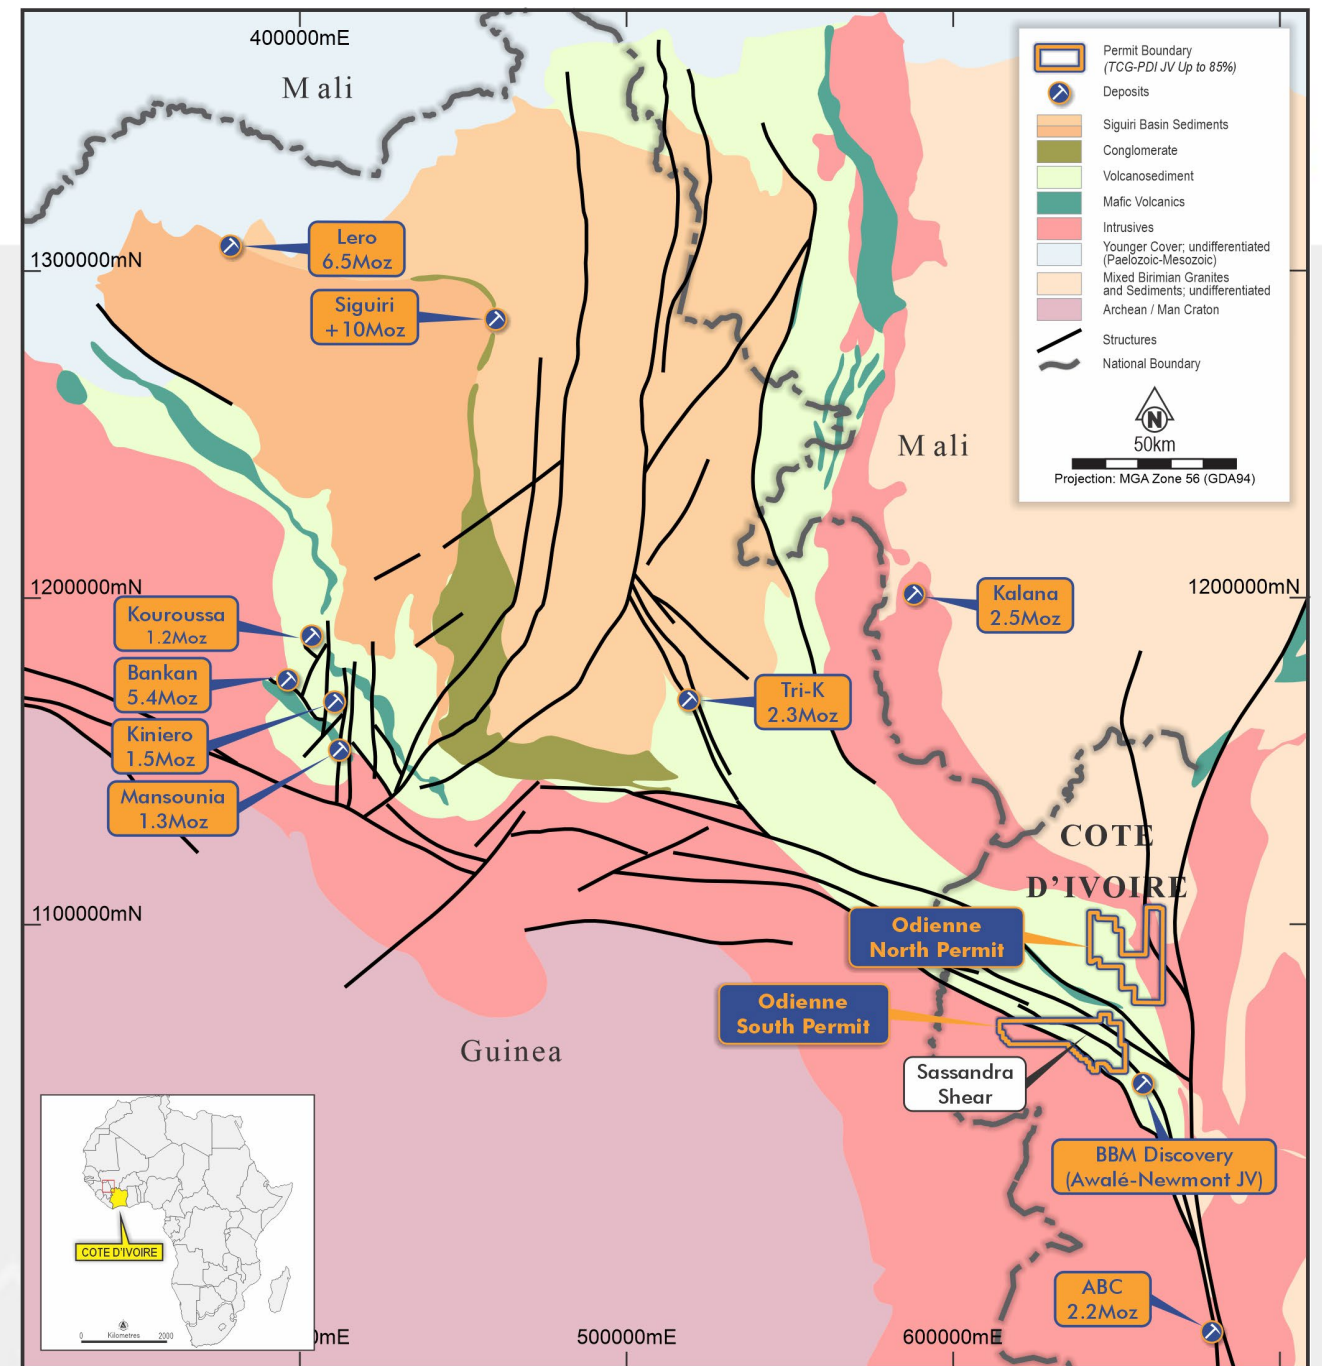 400000mE
Mali
Permit Boundary
(TCG-PDI JV Up to 85%)
Deposits
Siguiri Basin Sediments
Conglomerate
Volcanosediment
Mafic Volcanics
Intrusives
Younger Cover; undifferentiated
(Paelozoic-Mesozoic)
Mixed Birimian Granites
and Sediments; undifferentiated
Archean / Man Craton
Structures
National Boundary
N
50km
Projection: MGA Zone 56 (GDA94)
1300000mN
Lero
6.5Moz
Siguiri
+10Moz
Mali
1200000mN
1200000mN
Kouroussa
1.2Moz
Bankan
5.4Moz
Kiniero
1.5Moz
Mansounia
1.3Moz
Kalana
2.5Moz
Tri-K
2.3Moz
COTE
D'IVOIRE
1100000mN
Odienne
North Permit
Odienne
South Permit
Guinea
Sassandra
Shear
BBM Discovery
(Awalé-Newmont JV)
ABC
2.2Moz
COTE D'IVOIRE
0 Kilometres 2000
0mE
500000mE
600000mE